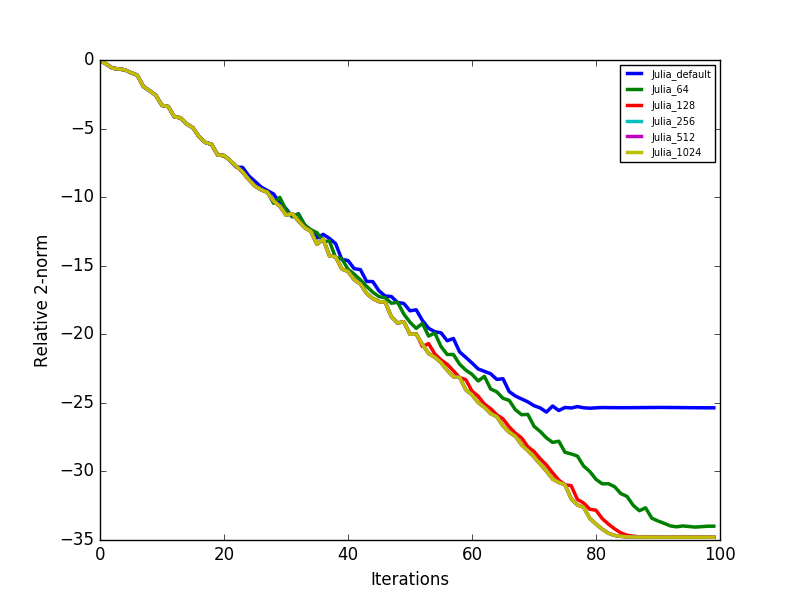 0
−5
−10
−15
−20
−25
−30
−35
Relative 2-norm
0 20 40 60 80 100
Iterations
Julia_default
Julia_64
Julia_128
Julia_256
Julia_512
Julia_1024